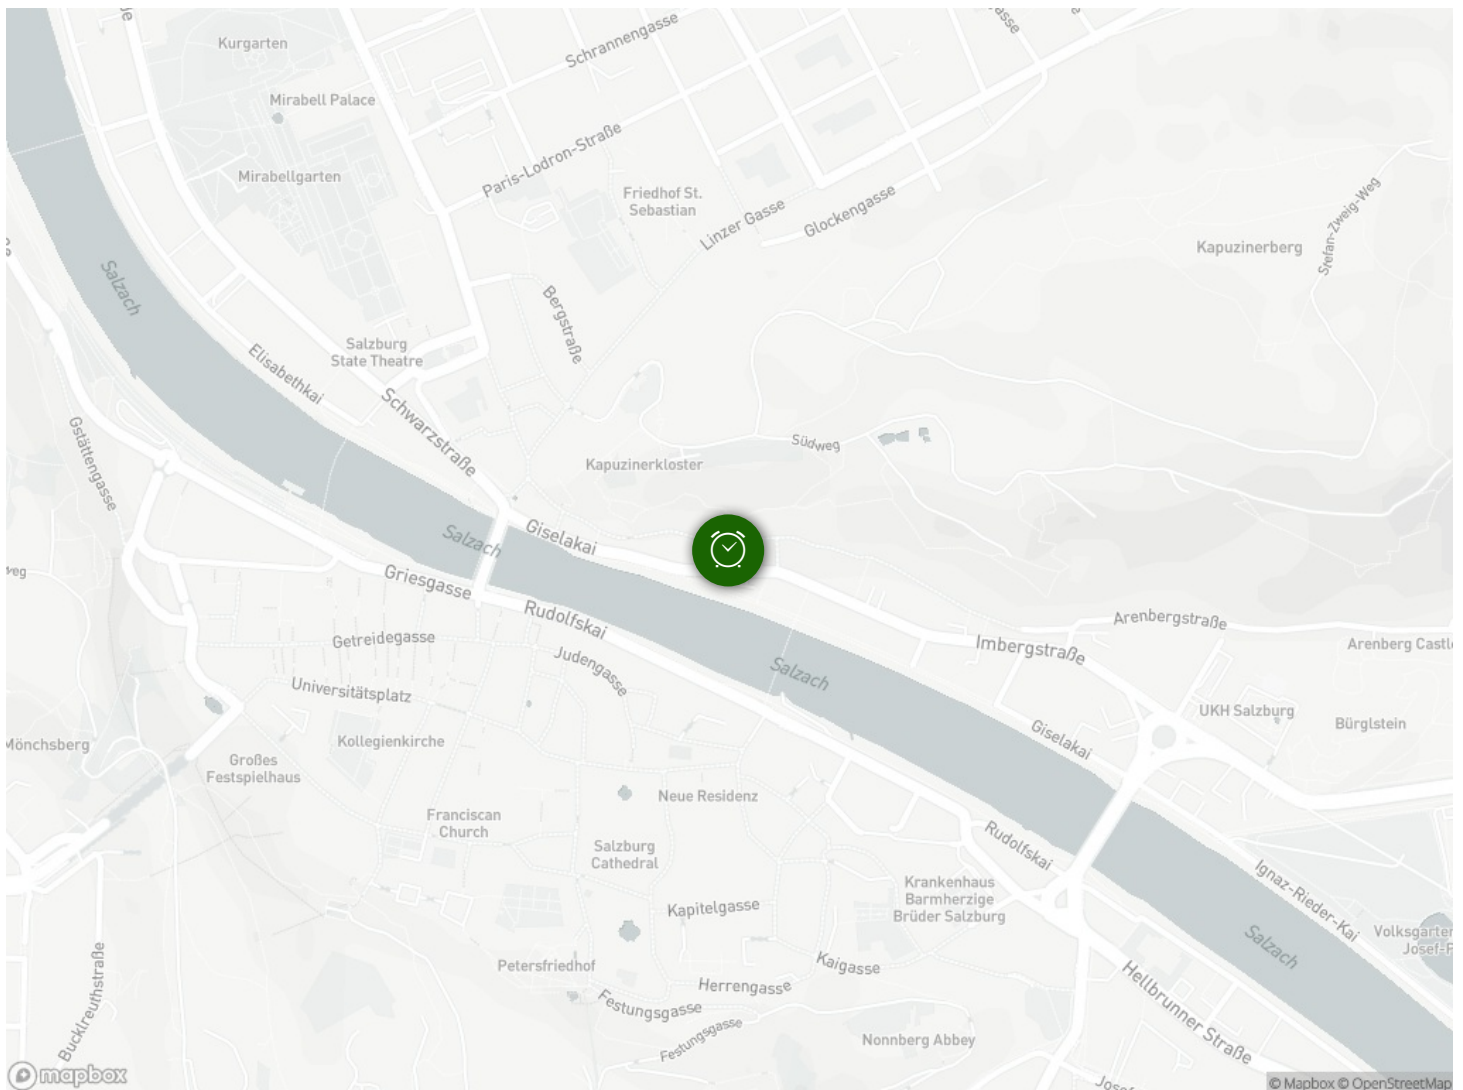 Kurgarten
Schrannengasse
Mirabell Palace
Paris-Lodron-Straße
Mirabellgarten
Friedhof St.
Sebastian
Linzer Gasse
Glockengasse
Stefan-Zweig-Weg
Kapuzinerberg
Salzach
Bergstraße
Salzburg
State Theatre
Elisabethkai
Schwarzstraße
Gstättengasse
Südweg
Kapuzinerkloster
Salzach
Giselakai
Griesgasse
Rudolfskai
Getreidegasse
Judengasse
Arenbergstraße
Imbergstraße
Arenberg Castl
Salzach
Universitätsplatz
UKH Salzburg
Bürglstein
Giselakai
Mönchsberg
Kollegienkirche
Großes
Festspielhaus
Neue Residenz
Franciscan
Church
Salzburg
Cathedral
Rudolfskai
Krankenhaus
Barmherzige
Brüder Salzburg
Ignaz-Rieder-Kai
Kapitelgasse
Volksgarten
Josef-P
Salzach
Petersfriedhof
Kaigasse
Herrengasse
Festungsgasse
Festungsgasse
Bucklreuthstraße
Hellbrunner Straße
Nonnberg Abbey
Josef
mapbox
© Mapbox © OpenStreetMap